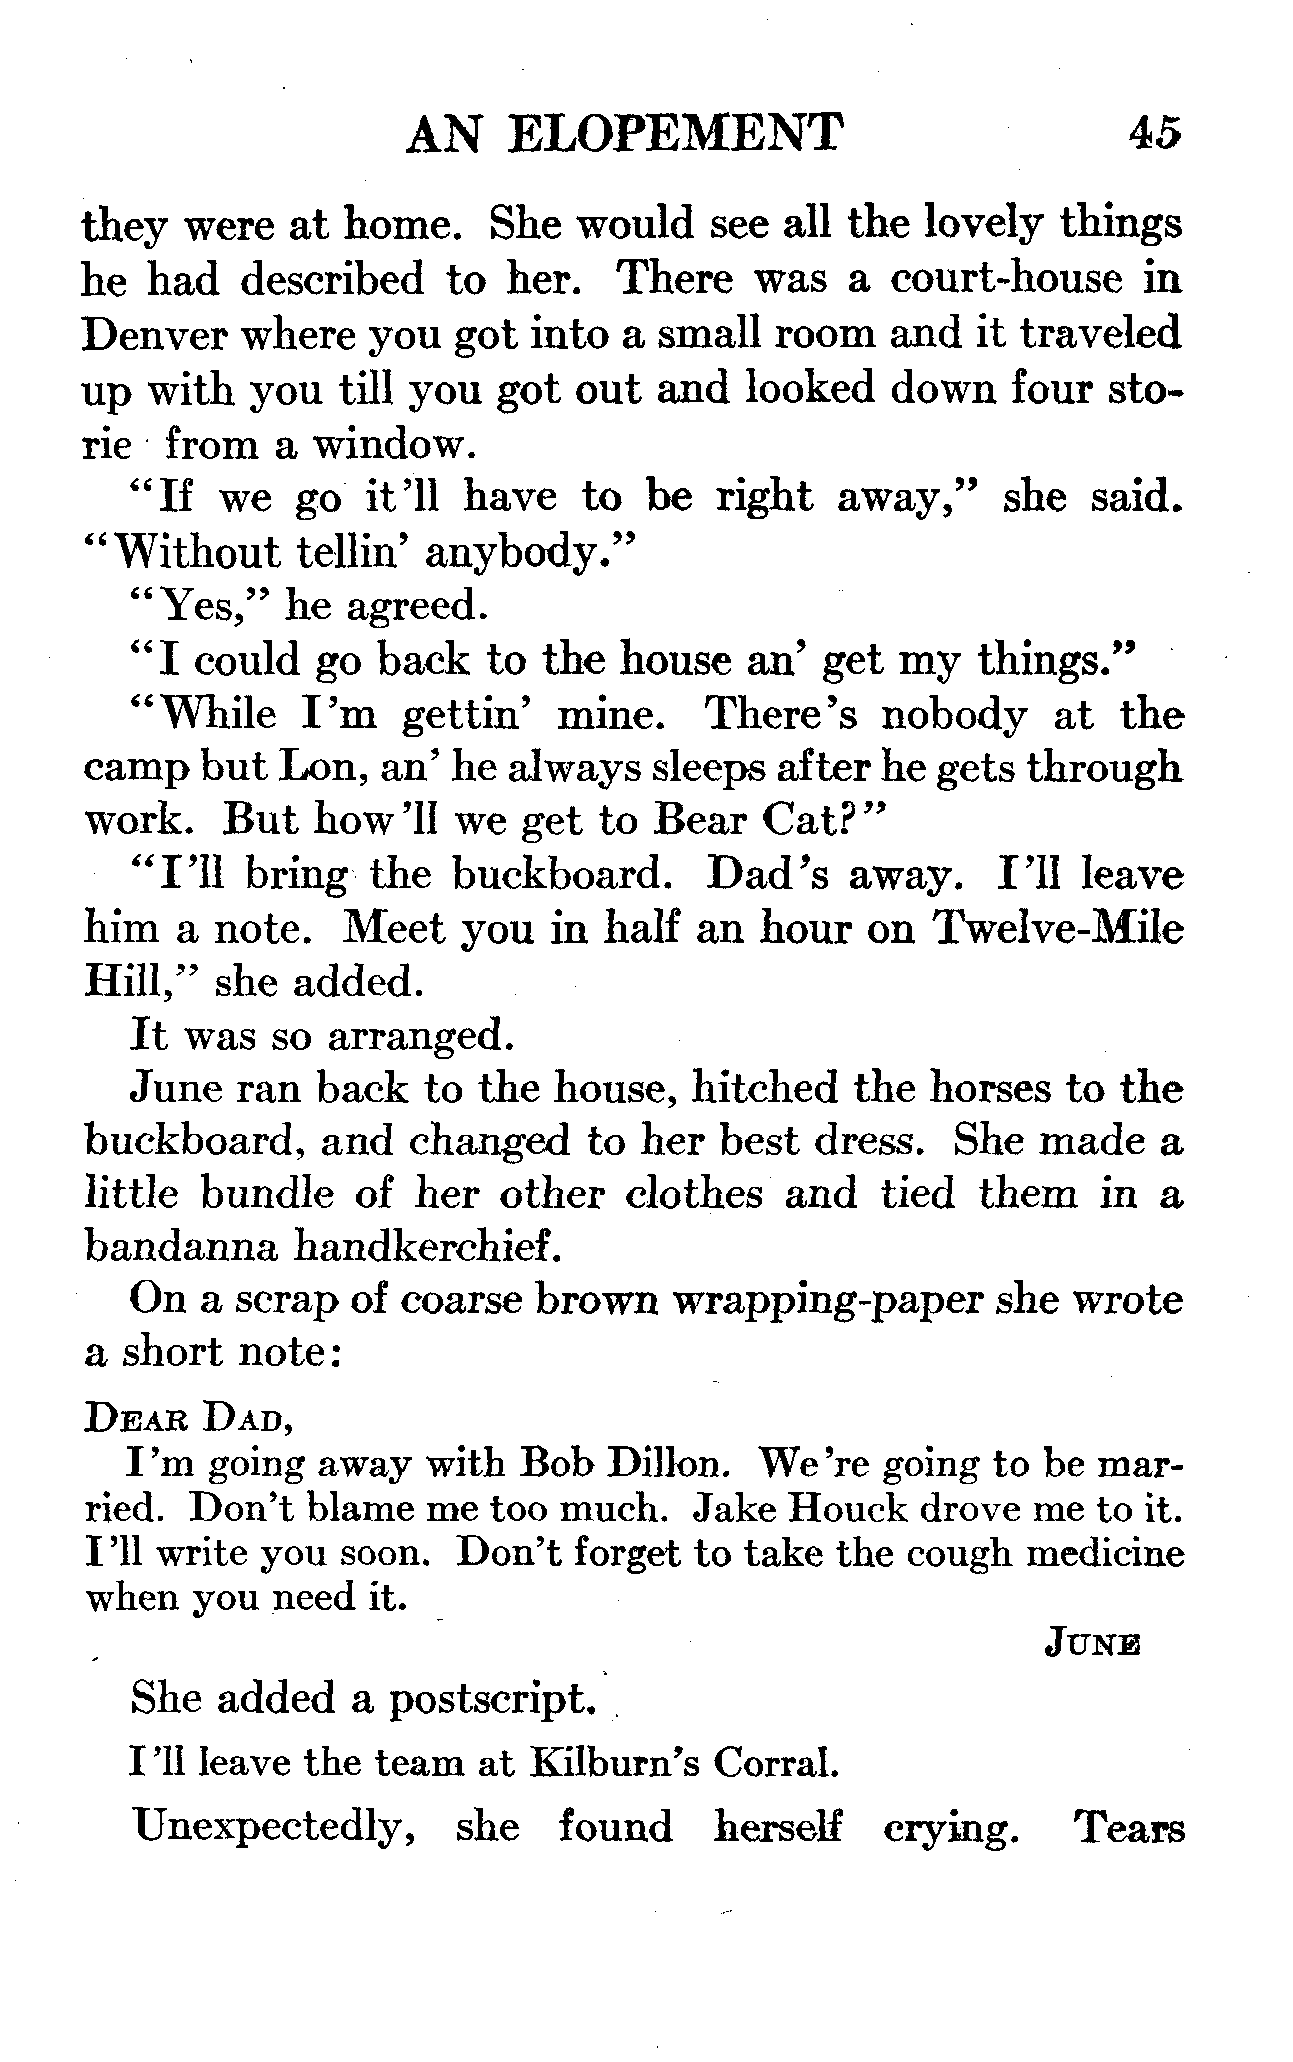 AN ELOPEMENT 45
they were at home. She would see all the lovely things
he had described to her. There was a court-house in
Denver where you got into a small room and it traveled
up with you till you got out and looked down four sto-
rie from a window.
“If we go it'll have to be right away,” she said.
“Without tellin' anybody.”
“Yes,” he agreed.
“I could go back to the house an' get my things.”
“While I'm gettin' mine. There's nobody at the
camp but Lon, an' he always sleeps after he gets through
work. But how'll we get to Bear Cat?”
“I'll bring the buckboard. Dad's away. I'll leave
him a note. Meet you in half an hour on Twelve-Mile
Hill,” she added.
It was so arranged.
June ran back to the house, hitched the horses to the
buckboard, and changed to her best dress. She made a
little bundle of her other clothes and tied them in a
bandanna handkerchief.
On a scrap of coarse brown wrapping-paper she wrote
a short note:
DEAR DAD,
I'm going away with Bob Dillon. We're going to be mar-
ried. Don't blame me too much. Jake Houck drove me to it.
I'll write you soon. Don't forget to take the cough medicine
when you need it.
JUNE
She added a postscript.
I'll leave the team at Kilburn's Corral.
Unexpectedly, she found herself crying. Tears